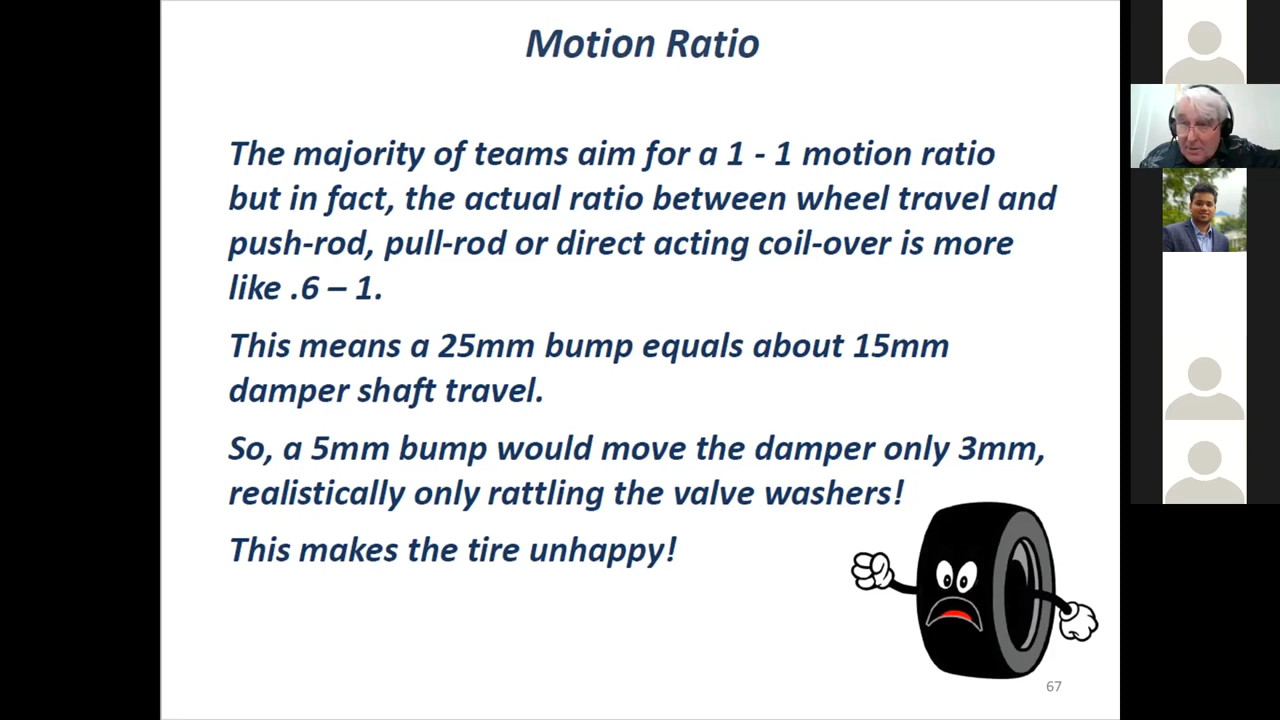 Motion Ratio
The majority of teams aim for a 1 - 1 motion ratio
but in fact, the actual ratio between wheel travel and
push-rod, pull-rod or direct acting coil-over is more
like .6 – 1.
This means a 25mm bump equals about 15mm
damper shaft travel.
So, a 5mm bump would move the damper only 3mm,
realistically only rattling the valve washers!
This makes the tire unhappy!
67